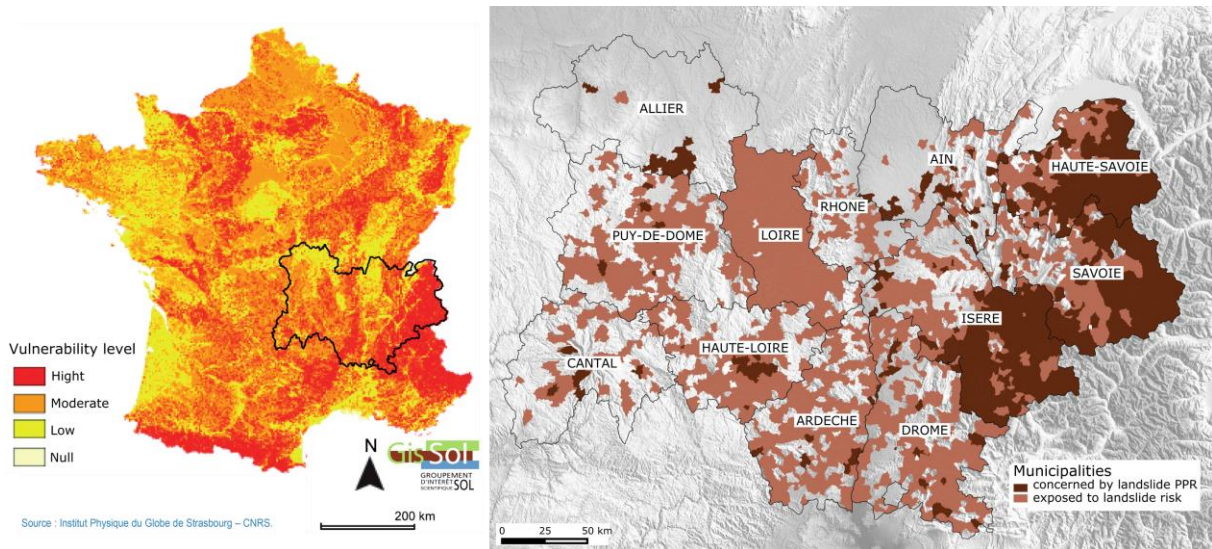 Vulnerability level
Hight
Moderate
Low
Null
N
GisSol
GROUPEMENT
D'INTÉRÊT
SCIENTIFIQUE SOL
200 km
Source : Institut Physique du Globe de Strasbourg – CNRS.
ALLIER
AIN
HAUTE-SAVOIE
RHONE
PUY-DE-DOME
LOIRE
SAVOIE
ISERE
HAUTE-LOIRE
CANTAL
ARDECHE
DROME
Municipalities
concerned by landslide PPR
exposed to landslide risk
0 25 50 km